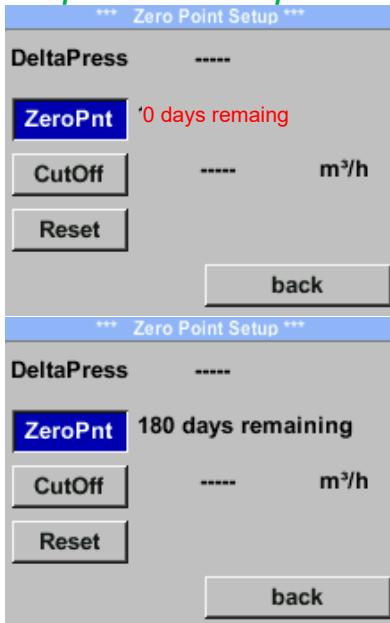 *** Zero Point Setup ***
DeltaPress -----
ZeroPnt '0 days remaing
CutOff ----- m³/h
Reset
back
*** Zero Point Setup ***
DeltaPress -----
ZeroPnt 180 days remaining
CutOff ----- m³/h
Reset
back